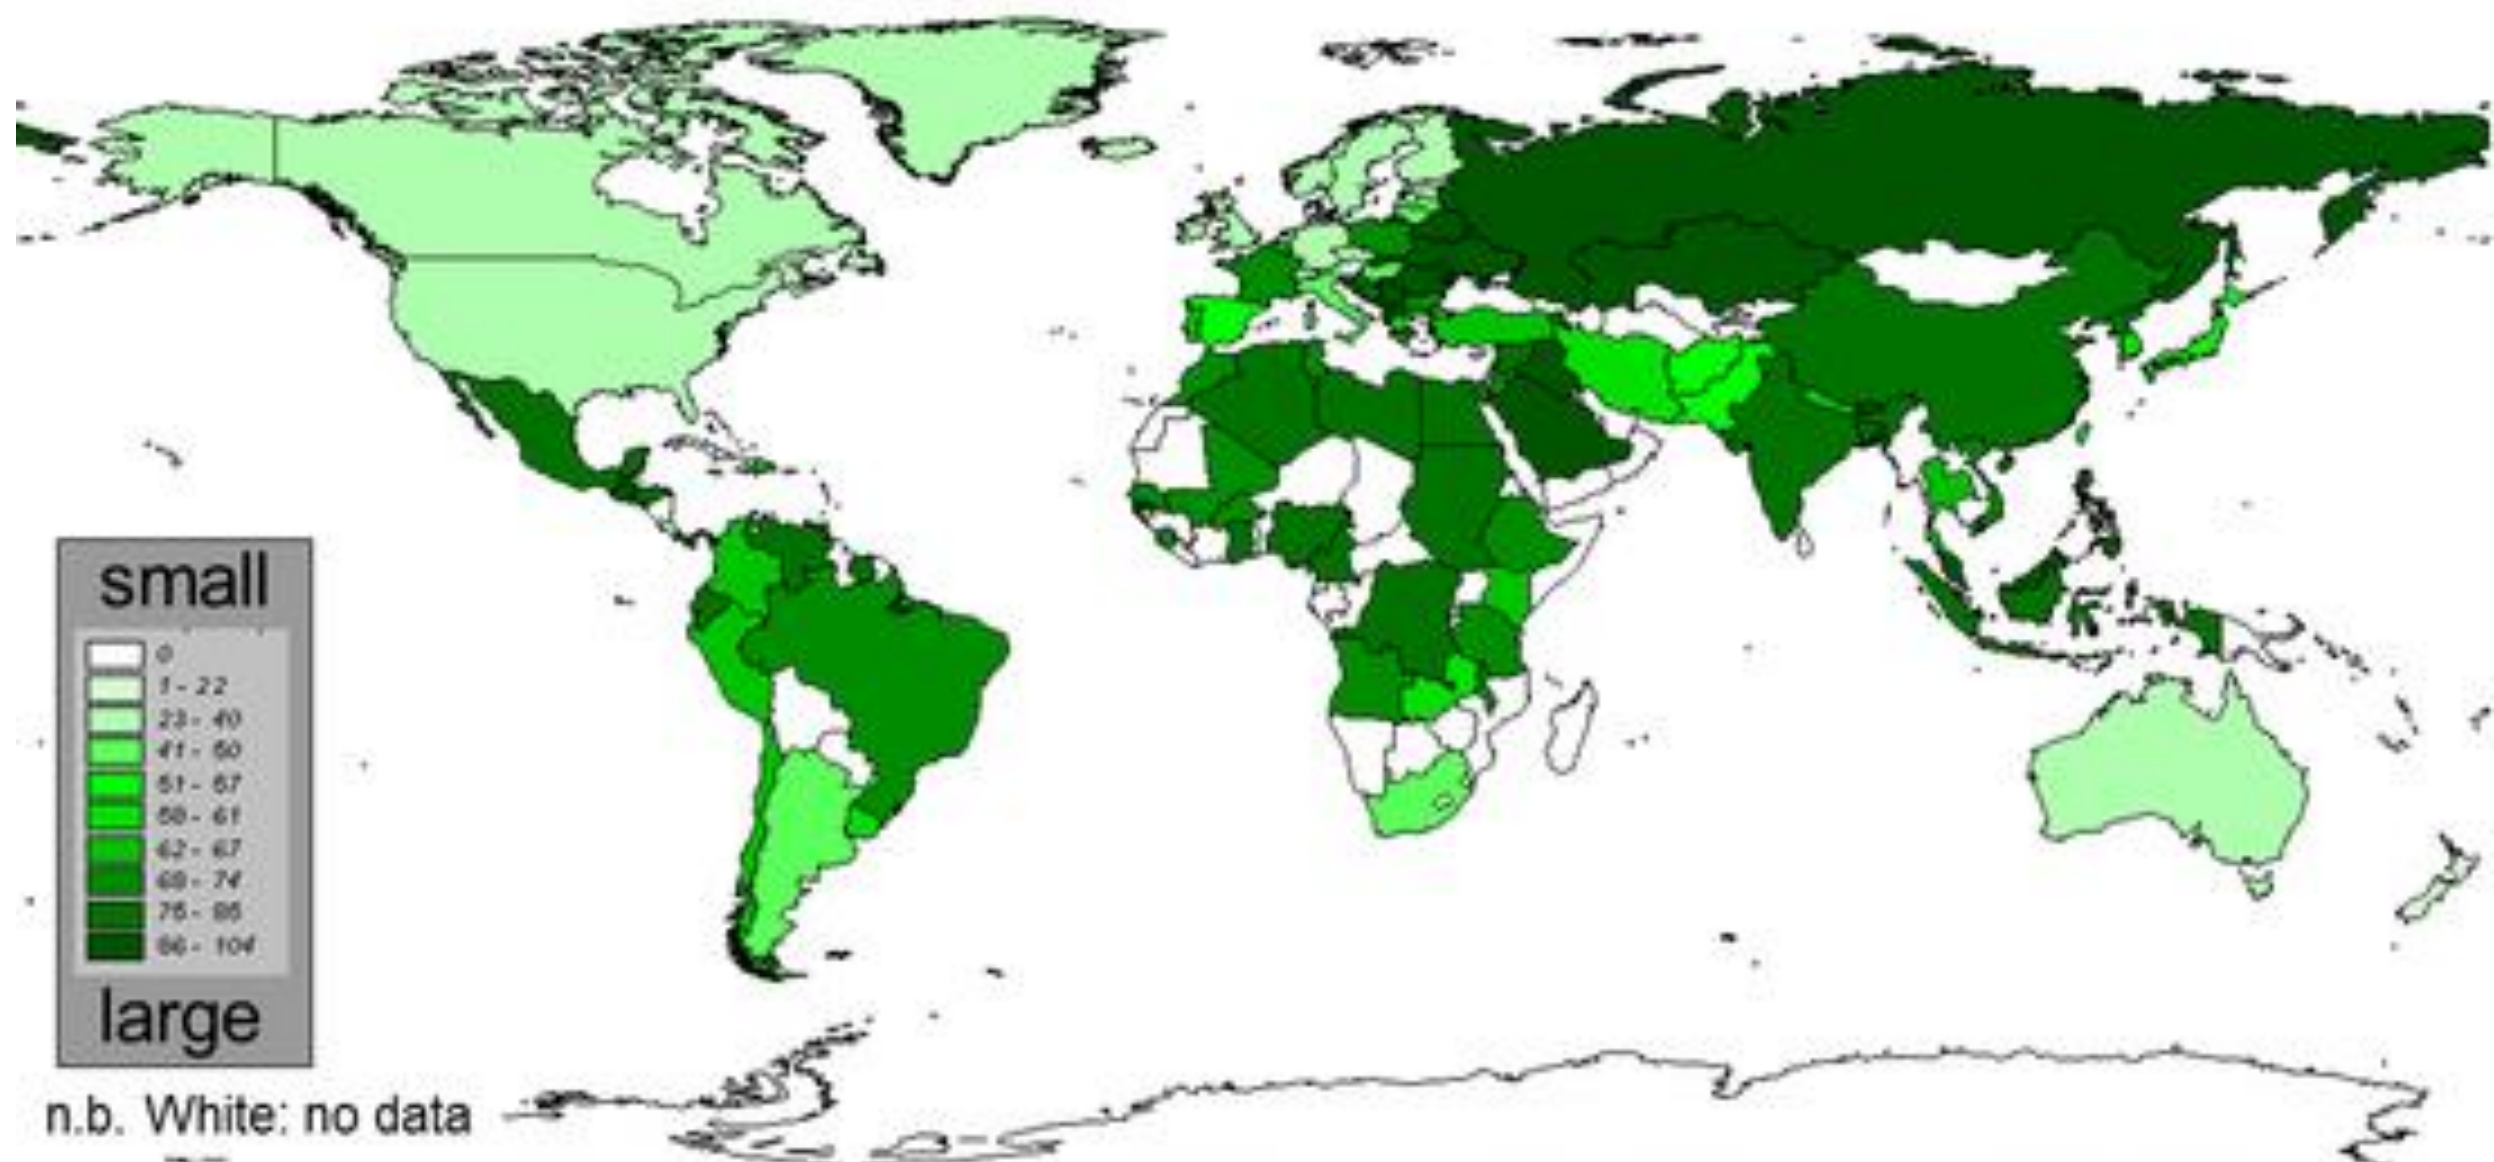 small
0
1 - 22
23 - 40
41 - 50
51 - 57
58 - 61
62 - 67
68 - 74
75 - 85
86 - 104
large
n.b. White: no data